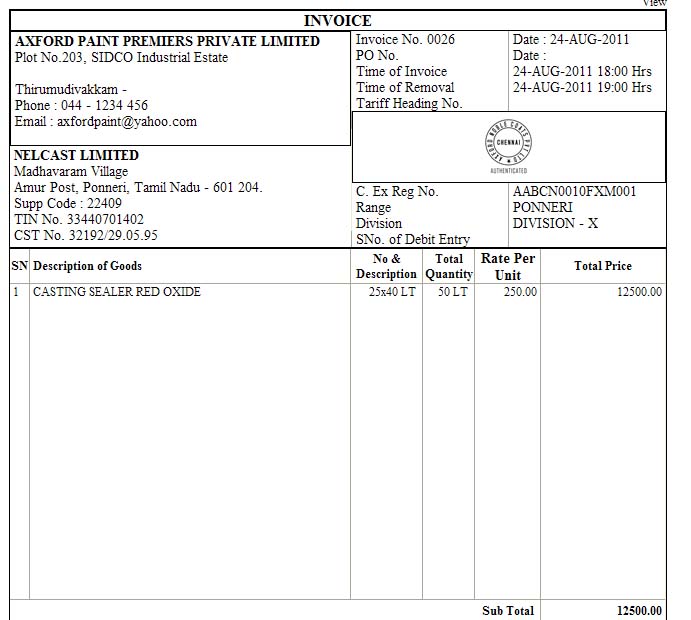 View
INVOICE
AXFORD PAINT PREMIERS PRIVATE LIMITED
Plot No.203, SIDCO Industrial Estate
Thirumudivakkam -
Phone : 044 - 1234 456
Email : axfordpaint@yahoo.com
Invoice No. 0026
Date : 24-AUG-2011
PO No.
Date :
Time of Invoice
24-AUG-2011 18:00 Hrs
Time of Removal
24-AUG-2011 19:00 Hrs
Tariff Heading No.
AXFORD NOBLE COATS PVT LTD
CHENNAI
AUTHENTICATED
NELCAST LIMITED
Madhavaram Village
Amur Post, Ponneri, Tamil Nadu - 601 204.
Supp Code : 22409
TIN No. 33440701402
CST No. 32192/29.05.95
C. Ex Reg No.
AABCN0010FXM001
Range
PONNERI
Division
DIVISION - X
SNo. of Debit Entry
SN Description of Goods No & Description Total Quantity Rate Per Unit Total Price
1 CASTING SEALER RED OXIDE 25x40 LT 50 LT 250.00 12500.00
Sub Total 12500.00